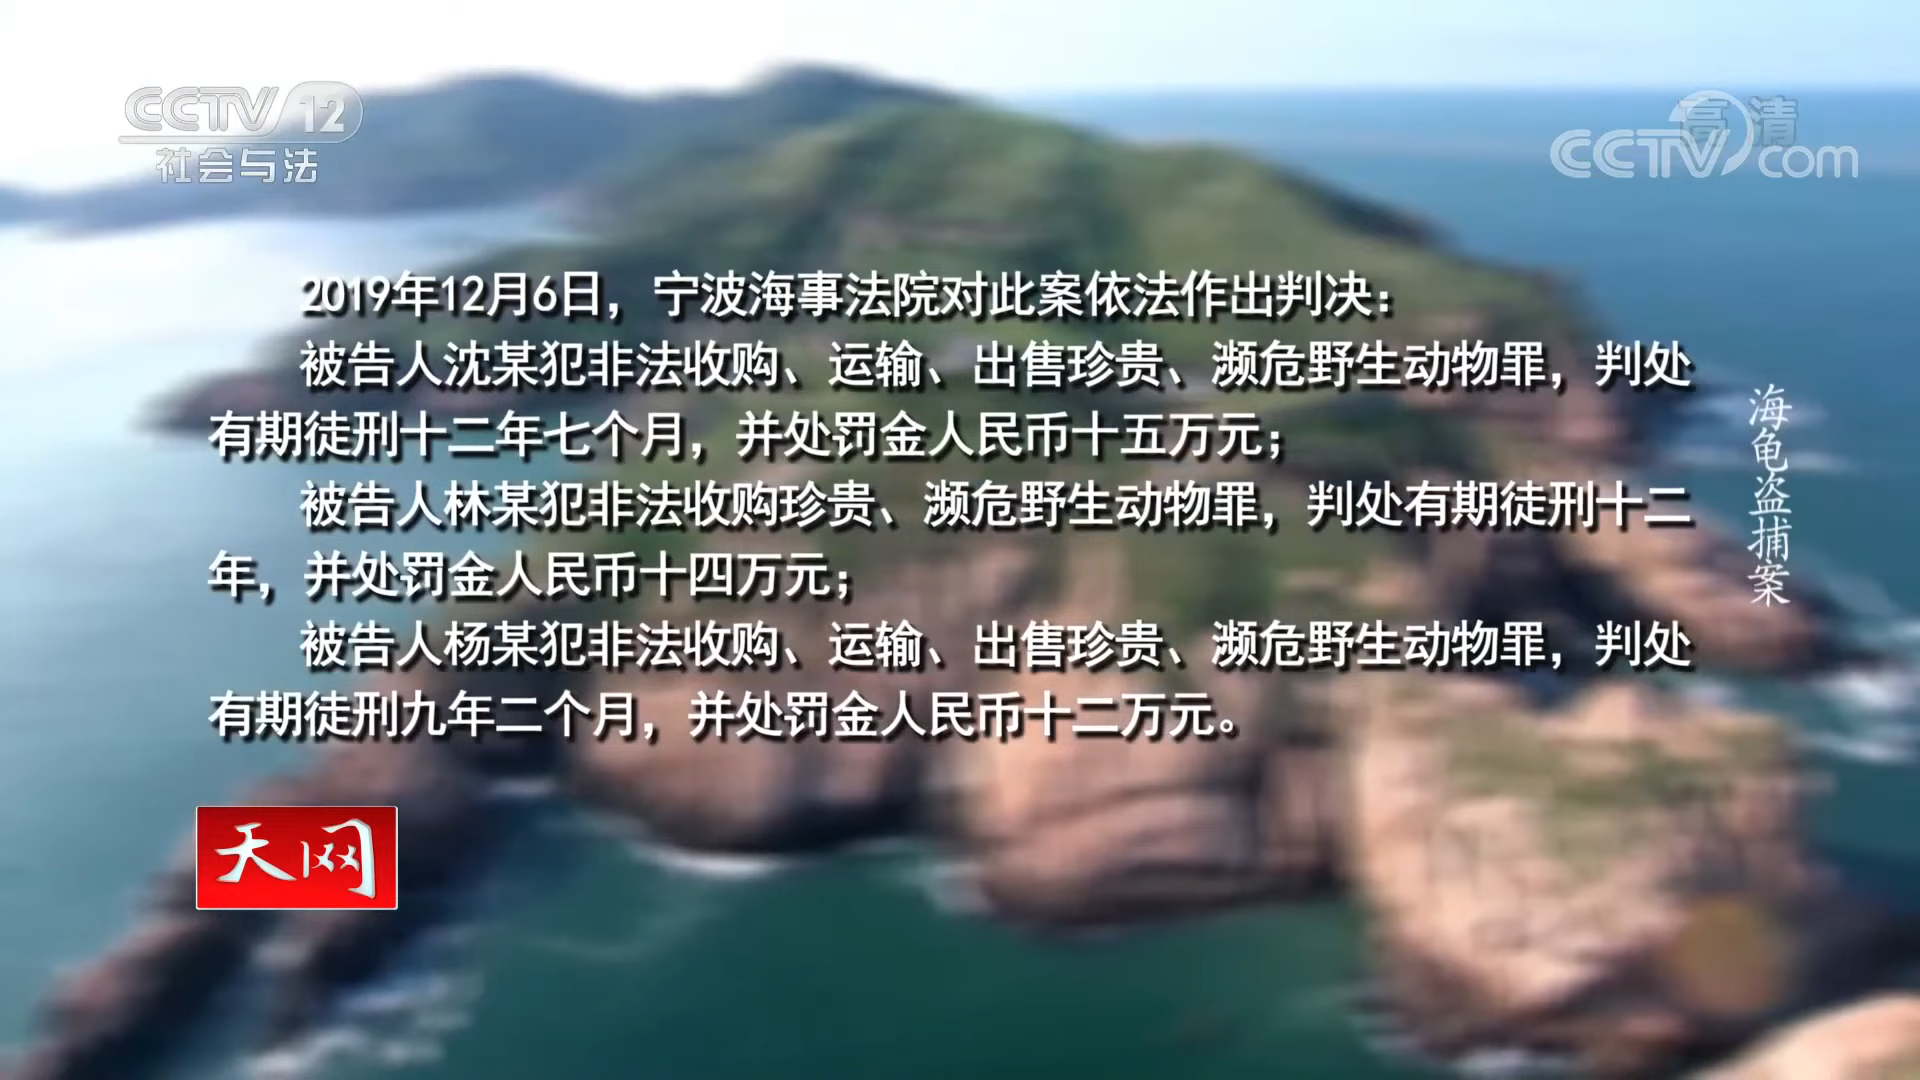 CCTV 12
社会与法
高清
CCTV.com
2019年12月6日，宁波海事法院对此案依法作出判决：
被告人沈某犯非法收购、运输、出售珍贵、濒危野生动物罪，判处
有期徒刑十二年七个月，并处罚金人民币十五万元；
被告人林某犯非法收购珍贵、濒危野生动物罪，判处有期徒刑十二
年，并处罚金人民币十四万元；
被告人杨某犯非法收购、运输、出售珍贵、濒危野生动物罪，判处
有期徒刑九年二个月，并处罚金人民币十二万元。
海龟盗捕案
天网